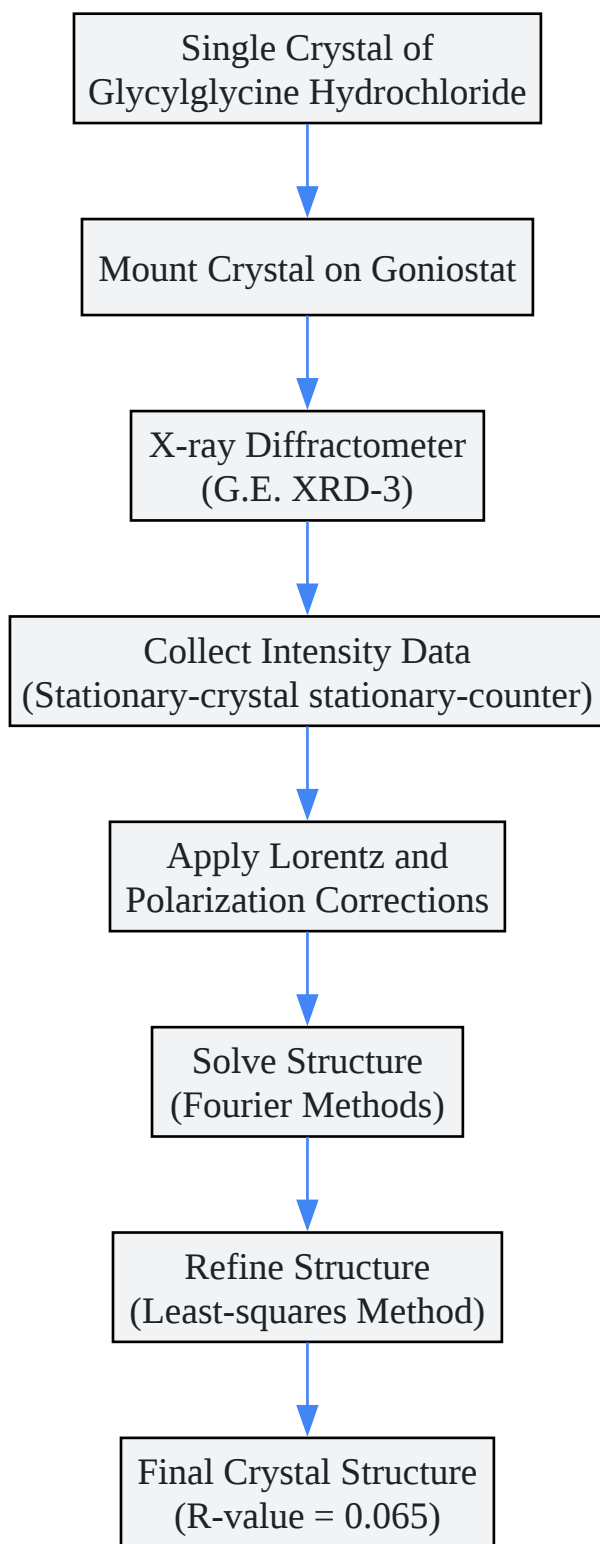 Single Crystal of
Glycylglycine Hydrochloride
Mount Crystal on Goniostat
X-ray Diffractometer
(G.E. XRD-3)
Collect Intensity Data
(Stationary-crystal stationary-counter)
Apply Lorentz and
Polarization Corrections
Solve Structure
(Fourier Methods)
Refine Structure
(Least-squares Method)
Final Crystal Structure
(R-value = 0.065)